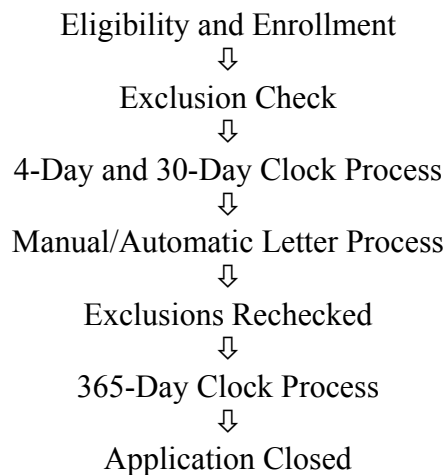 Eligibility and Enrollment
⇩
Exclusion Check
⇩
4-Day and 30-Day Clock Process
⇩
Manual/Automatic Letter Process
⇩
Exclusions Rechecked
⇩
365-Day Clock Process
⇩
Application Closed